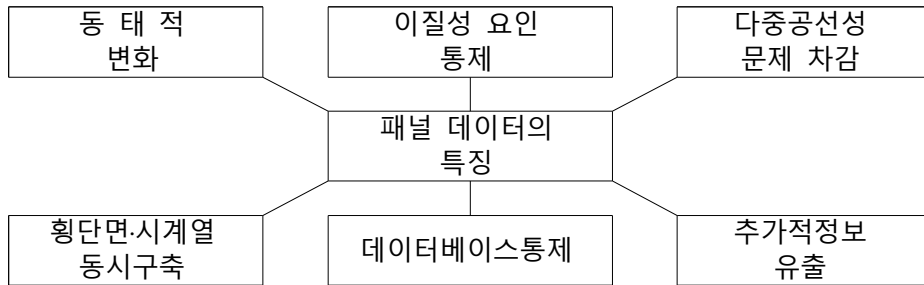 동 태 적
변화
이질성 요인
통제
다중공선성
문제 차감
패널 데이터의
특징
횡단면·시계열
동시구축
데이터베이스통제
추가적정보
유출